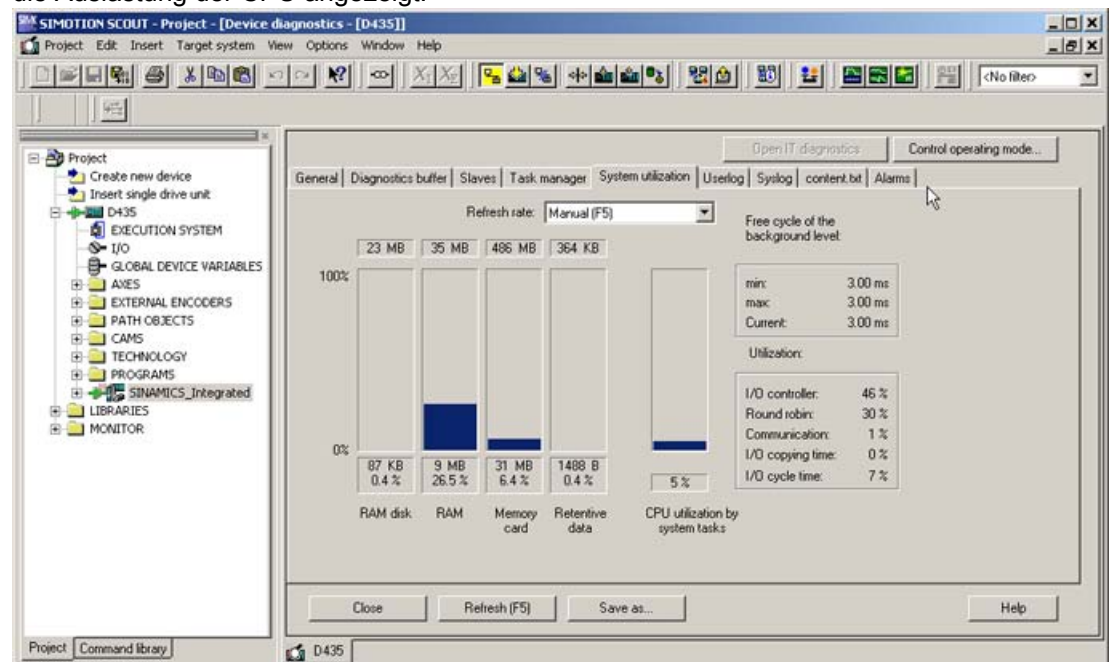 die Auslastung der CPU angezeigt.
SIMOTION SCOUT - Project - [Device diagnostics - [D435]]
Project Edit Insert Target system View Options Window Help
<No filter>
Project
Create new device
Insert single drive unit
D435
EXECUTION SYSTEM
I/O
GLOBAL DEVICE VARIABLES
AXES
EXTERNAL ENCODERS
PATH OBJECTS
CAMS
TECHNOLOGY
PROGRAMS
SINAMICS_Integrated
LIBRARIES
MONITOR
Project Command library
Open IT diagnostics Control operating mode...
General Diagnostics buffer Slaves Task manager System utilization Userlog Syslog content.txt Alarms
Refresh rate: Manual (F5)
23 MB 35 MB 486 MB 364 KB
100%
0%
87 KB 9 MB 31 MB 1488 B
0.4 % 26.5 % 6.4 % 0.4 % 5 %
RAM disk RAM Memory card Retentive data CPU utilization by system tasks
Free cycle of the
background level:
min: 3.00 ms
max: 3.00 ms
Current: 3.00 ms
Utilization:
I/O controller: 46 %
Round robin: 30 %
Communication: 1 %
I/O copying time: 0 %
I/O cycle time: 7 %
Close Refresh (F5) Save as... Help
D435